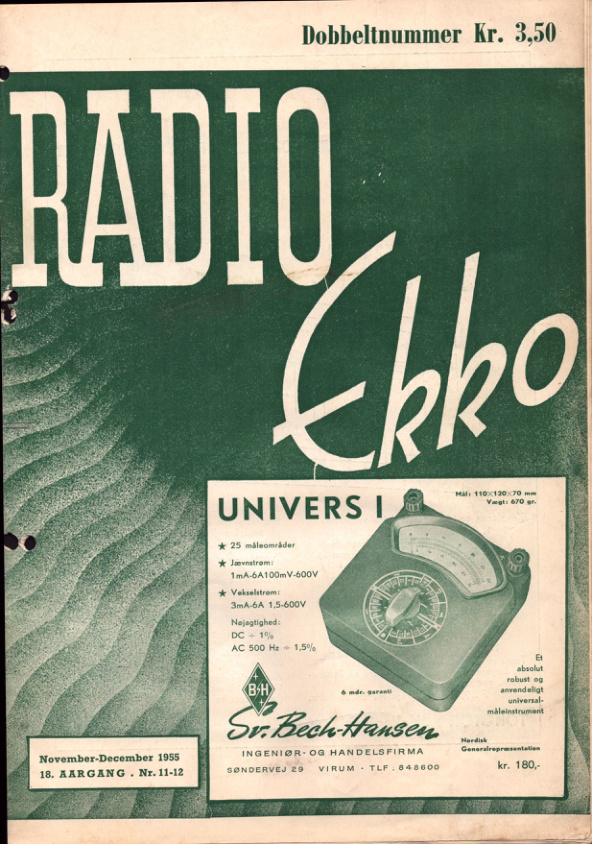 Dobbeltnummer Kr. 3,50
RADIO
Ekko
UNIVERS I
Mål: 110×120×70 mm
Vægt: 670 gr.
★ 25 måleområder
★ Jævnstrøm:
1mA-6A100mV-600V
★ Vekselstrøm:
3mA-6A 1,5-600V
Nøjagtighed:
DC ÷ 1%
AC 500 Hz ÷ 1,5%
Et
absolut
robust og
anvendeligt
universal-
måleinstrument
6 mdr. garanti
B&H
Sv. Bech-Hansen
INGENIØR- OG HANDELSFIRMA
SØNDERVEJ 29 VIRUM - TLF. 848600
Nordisk
Generalrepræsentation
kr. 180,-
November-December 1955
18. AARGANG . Nr. 11-12